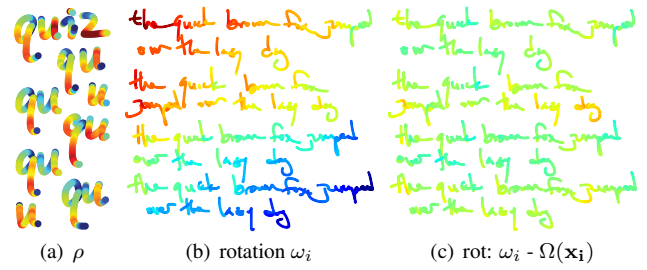 quiz
qu
qu u
qu
qu
qu
u
(a) ρ
the quick brown fox jumped
over the lazy dog
the quick brown fox
jumped over the lazy dog
the quick brown fox jumped
over the lazy dog
the quick brown fox jumped
over the lazy dog
(b) rotation ω_i
the quick brown fox jumped
over the lazy dog
the quick brown fox
jumped over the lazy dog
the quick brown fox jumped
over the lazy dog
the quick brown fox jumped
over the lazy dog
(c) rot: ω_i - Ω(x_i)